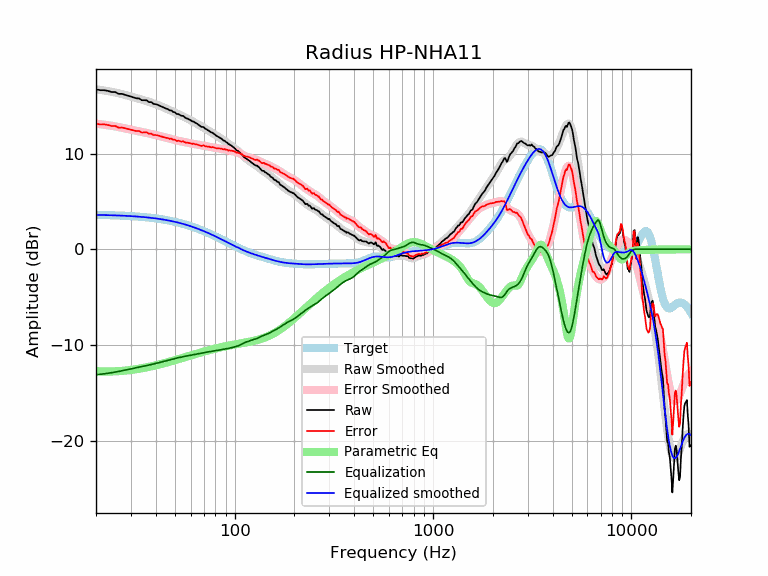 Radius HP-NHA11
Amplitude (dBr)
10
0
−10
−20
Target
Raw Smoothed
Error Smoothed
Raw
Error
Parametric Eq
Equalization
Equalized smoothed
100
1000
10000
Frequency (Hz)